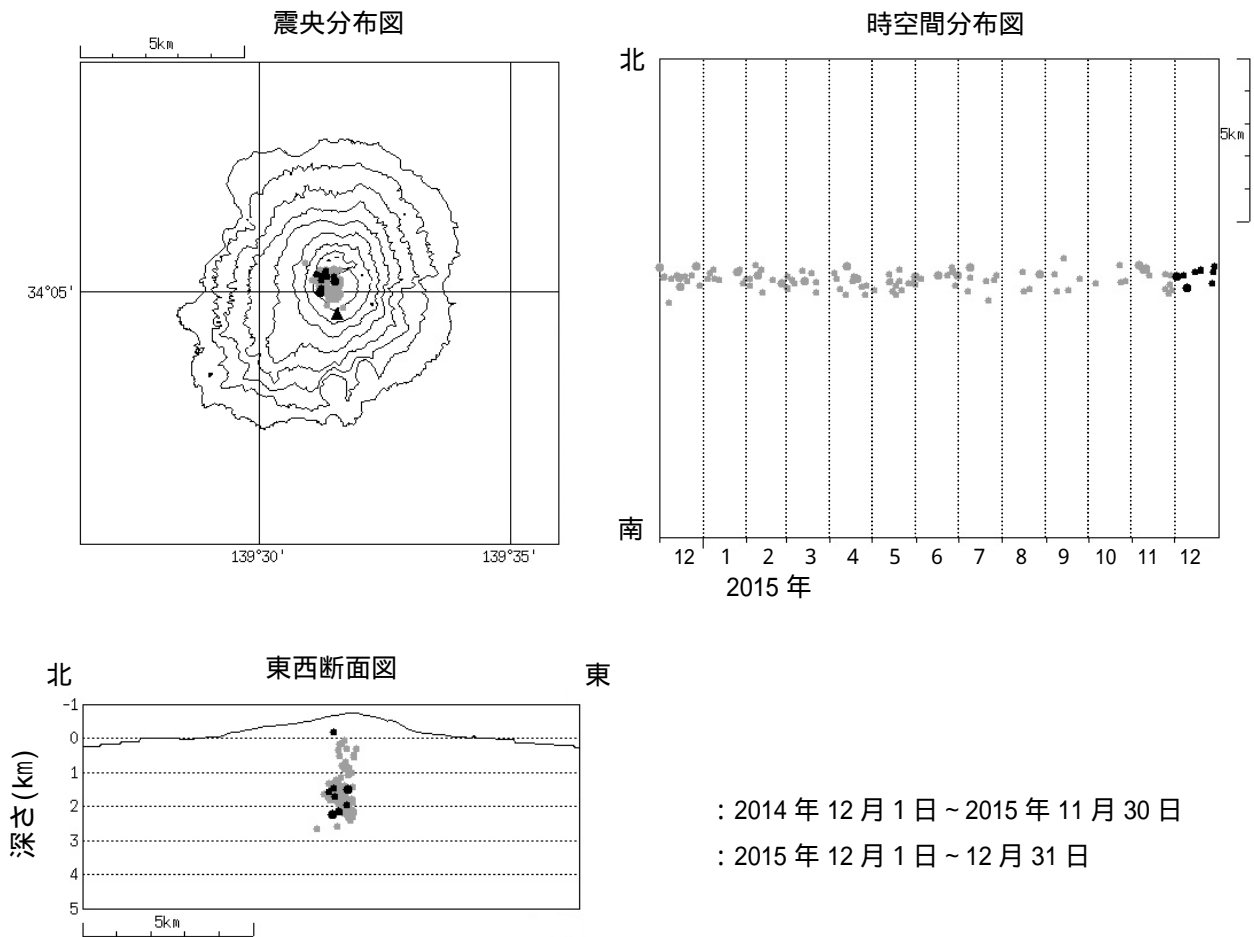 震央分布図
5km
34°05'
139°30'
139°35'
時空間分布図
北
5km
南
12 1 2 3 4 5 6 7 8 9 10 11 12
2015 年
北
東西断面図
東
-1
0
1
2
3
4
5
深さ(km)
5km
：2014 年 12 月 1 日 ~ 2015 年 11 月 30 日
：2015 年 12 月 1 日 ~ 12 月 31 日